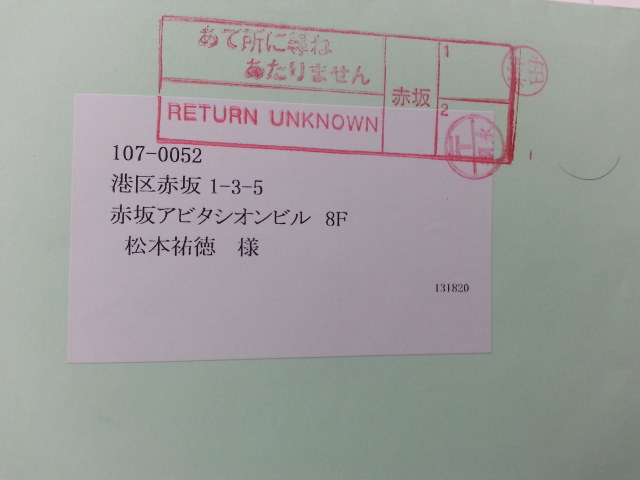 あて所に尋ね
あたりません
RETURN UNKNOWN
赤坂
1
2
107-0052
港区赤坂 1-3-5
赤坂アビタシオンビル 8F
松本祐徳 様
131820